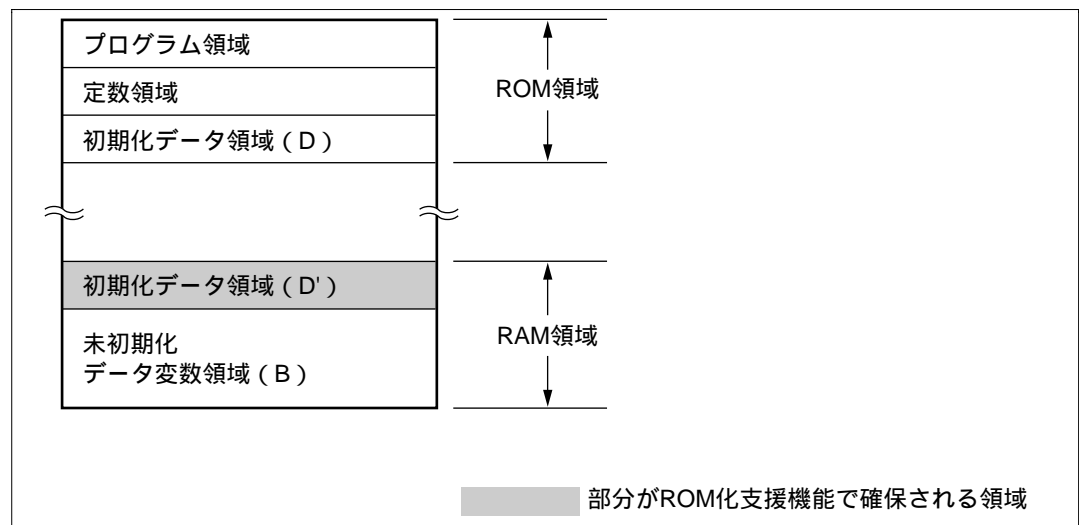 プログラム領域
定数領域
ROM領域
初期化データ領域（D）
初期化データ領域（D'）
未初期化
データ変数領域（B）
RAM領域
部分がROM化支援機能で確保される領域